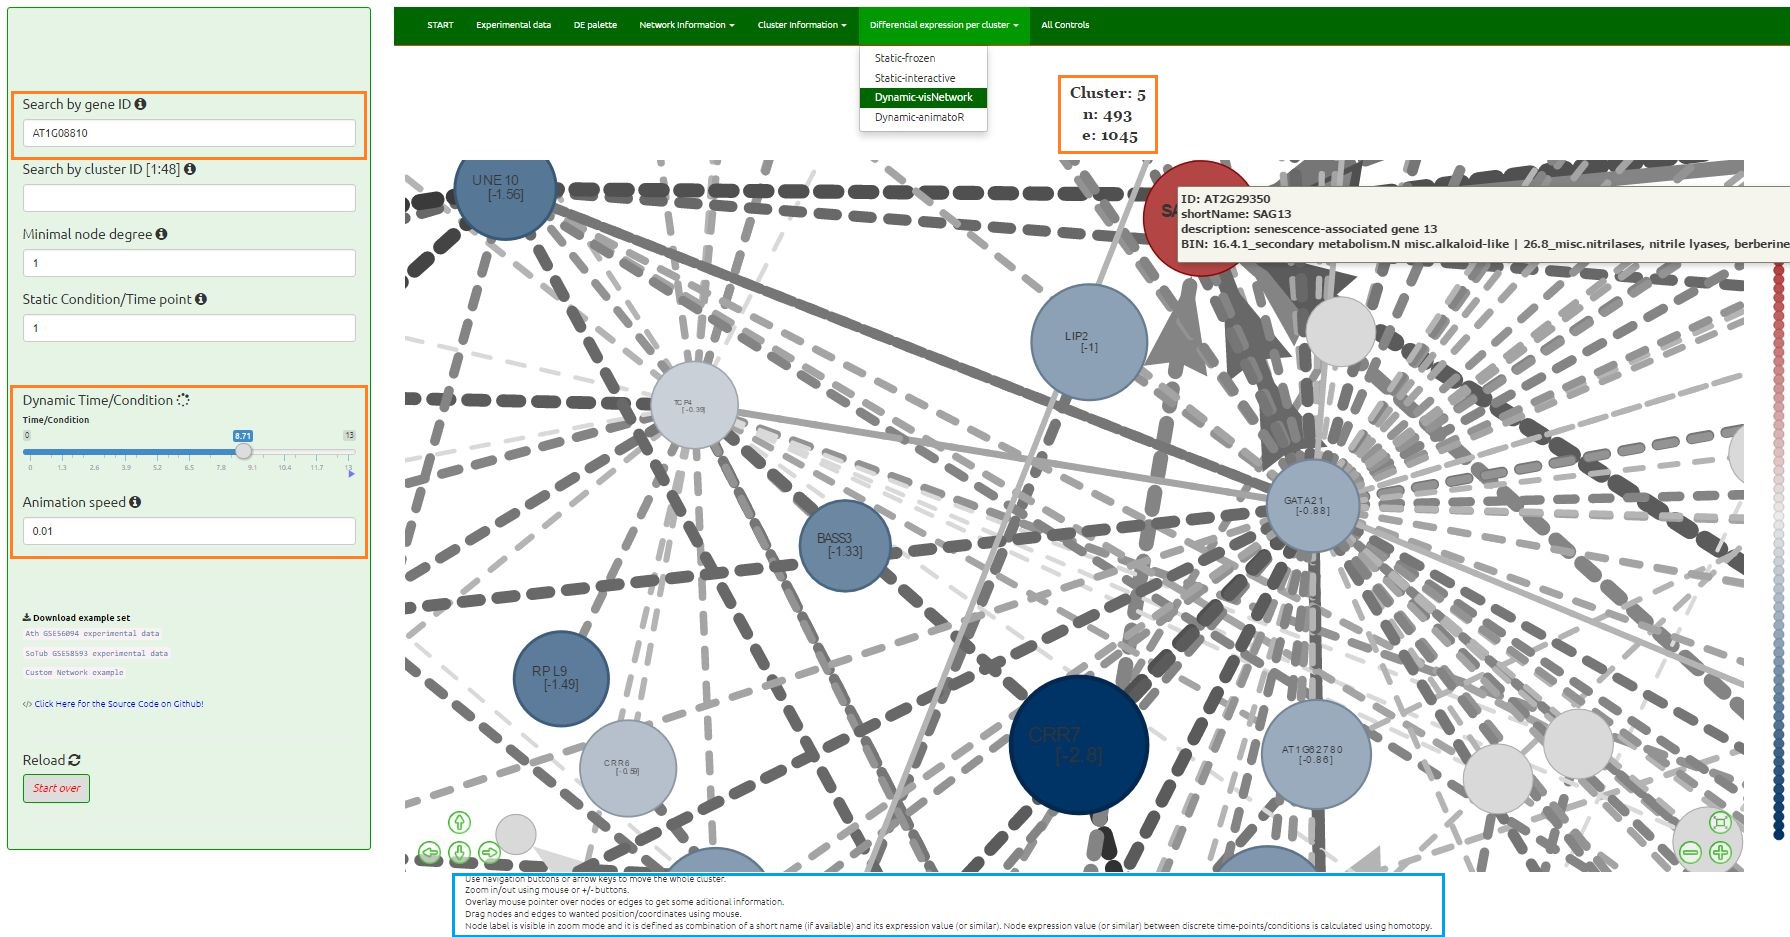 START Experimental data DE palette Network Information Cluster Information Differential expression per cluster All Controls
Static-frozen
Static-interactive
Dynamic-visNetwork
Dynamic-animatoR
Search by gene ID
AT1G08810
Search by cluster ID [1:48]
Minimal node degree
1
Static Condition/Time point
1
Dynamic Time/Condition
Time/Condition
0 8.71 13
0 1.3 2.6 3.9 5.2 6.5 7.8 9.1 10.4 11.7 13
Animation speed
0.01
Download example set
Ath GSE56094 experimental data
SoTub GSE58593 experimental data
Custom Network example
</> Click Here for the Source Code on Github!
Reload
Start over
Cluster: 5
n: 493
e: 1045
UNE10
[-1.56]
ID: AT2G29350
shortName: SAG13
description: senescence-associated gene 13
BIN: 16.4.1_secondary metabolism.N misc.alkaloid-like | 26.8_misc.nitrilases, nitrile lyases, berberine
SA
LIP2
[-1]
TCP4
[-0.39]
GATA21
[-0.88]
BASS3
[-1.33]
RPL9
[-1.49]
CRR7
[-2.8]
CRR6
[-0.59]
AT1G62780
[-0.86]
Use navigation buttons or arrow keys to move the whole cluster.
Zoom in/out using mouse or +/- buttons.
Overlay mouse pointer over nodes or edges to get some aditional information.
Drag nodes and edges to wanted position/coordinates using mouse.
Node label is visible in zoom mode and it is defined as combination of a short name (if available) and its expression value (or similar). Node expression value (or similar) between discrete time-points/conditions is calculated using homotopy.